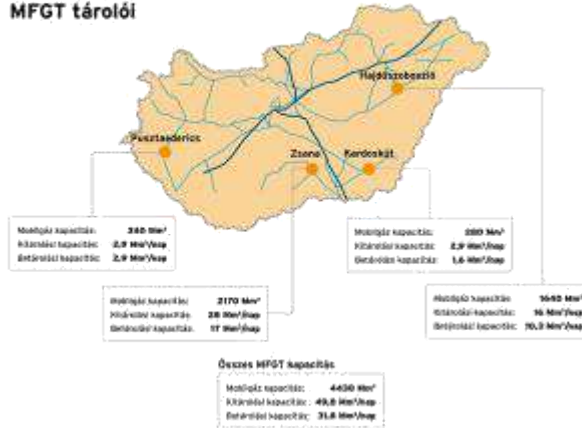 MFGT tárolói
Hajdúszoboszló
Pusztaederics
Zsana Kardoskút
Mobilgáz kapacitás: 340 Mm³
Kitárolási kapacitás: 2,9 Mm³/nap
Betárolási kapacitás: 2,9 Mm³/nap
Mobilgáz kapacitás: 280 Mm³
Kitárolási kapacitás: 2,9 Mm³/nap
Betárolási kapacitás: 1,6 Mm³/nap
Mobilgáz kapacitás: 2170 Mm³
Kitárolási kapacitás: 28 Mm³/nap
Betárolási kapacitás: 17 Mm³/nap
Mobilgáz kapacitás: 1640 Mm³
Kitárolási kapacitás: 16 Mm³/nap
Betárolási kapacitás: 10,3 Mm³/nap
Összes MFGT kapacitás
Mobilgáz kapacitás: 4430 Mm³
Kitárolási kapacitás: 49,8 Mm³/nap
Betárolási kapacitás: 31,8 Mm³/nap